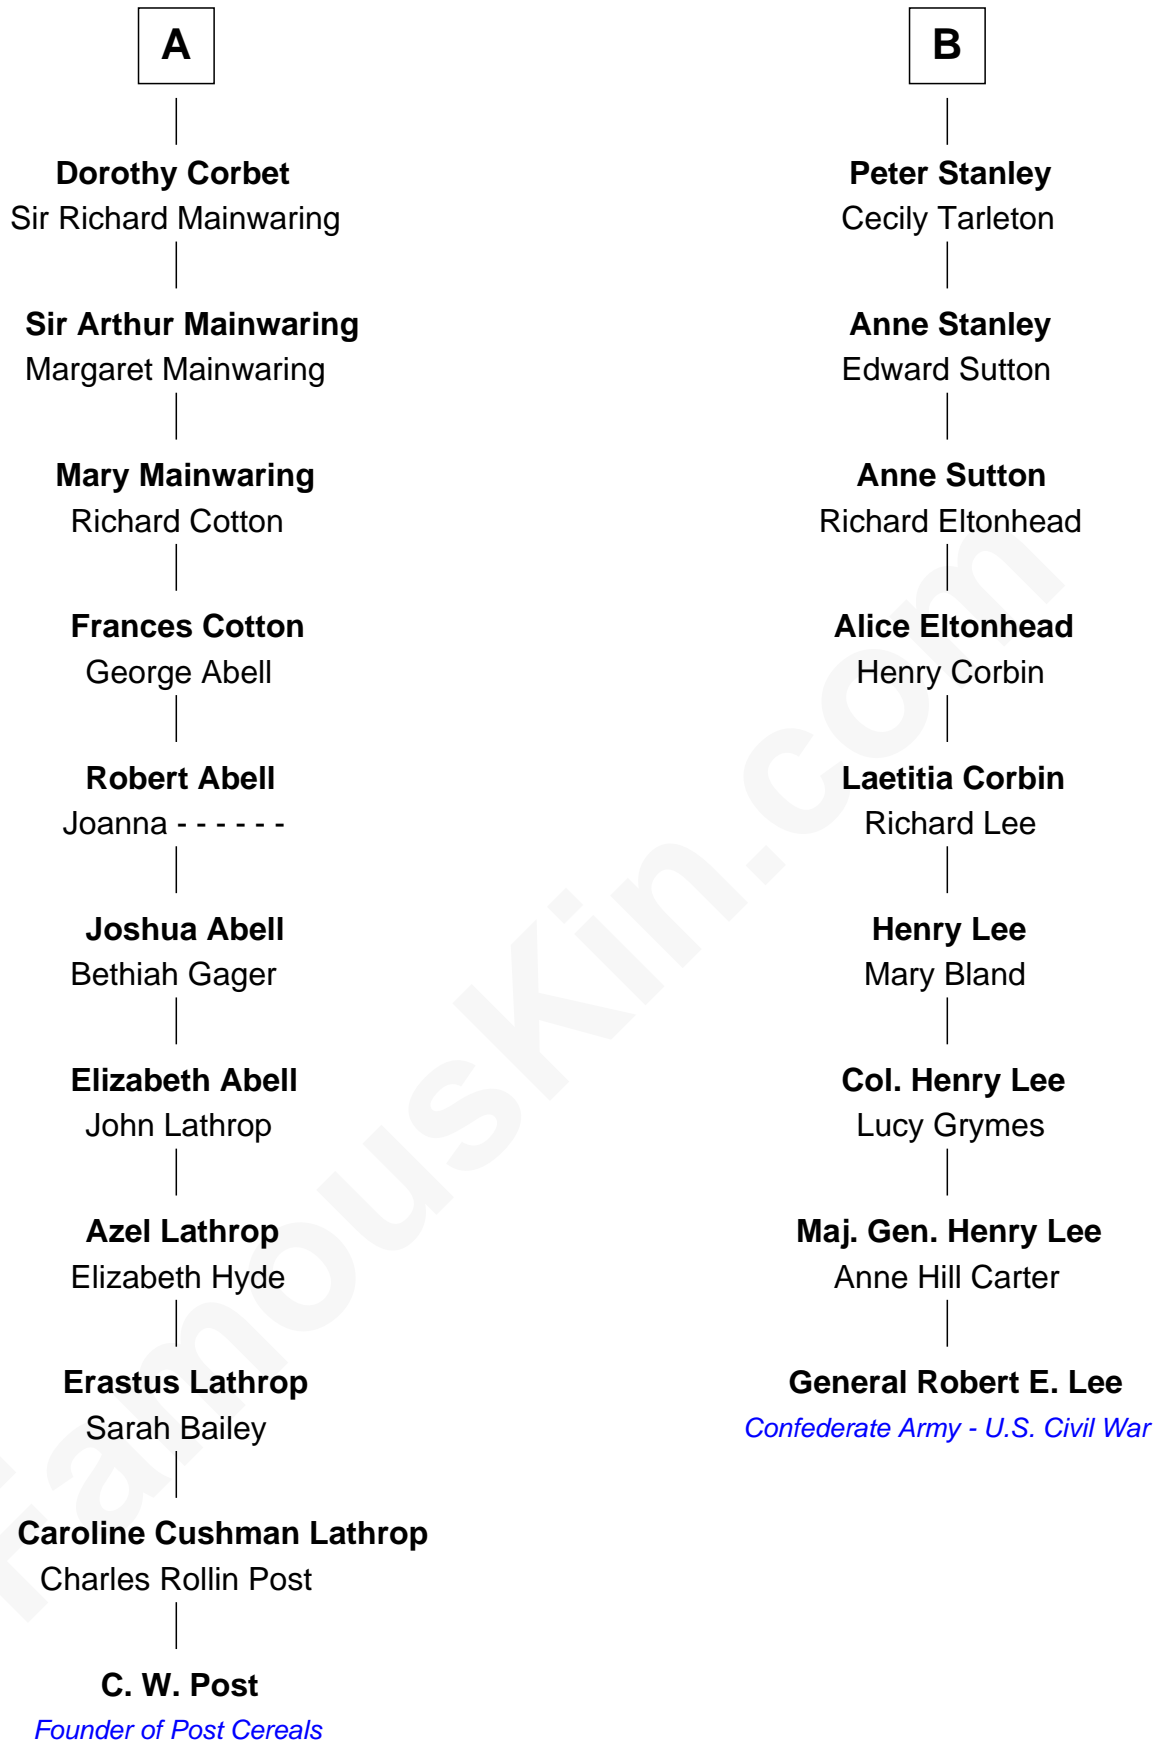 A
Dorothy Corbet
Sir Richard Mainwaring
Sir Arthur Mainwaring
Margaret Mainwaring
Mary Mainwaring
Richard Cotton
Frances Cotton
George Abell
Robert Abell
Joanna - - - - - -
Joshua Abell
Bethiah Gager
Elizabeth Abell
John Lathrop
Azel Lathrop
Elizabeth Hyde
Erastus Lathrop
Sarah Bailey
Caroline Cushman Lathrop
Charles Rollin Post
C. W. Post
Founder of Post Cereals
B
Peter Stanley
Cecily Tarleton
Anne Stanley
Edward Sutton
Anne Sutton
Richard Eltonhead
Alice Eltonhead
Henry Corbin
Laetitia Corbin
Richard Lee
Henry Lee
Mary Bland
Col. Henry Lee
Lucy Grymes
Maj. Gen. Henry Lee
Anne Hill Carter
General Robert E. Lee
Confederate Army - U.S. Civil War
FamousKin.com